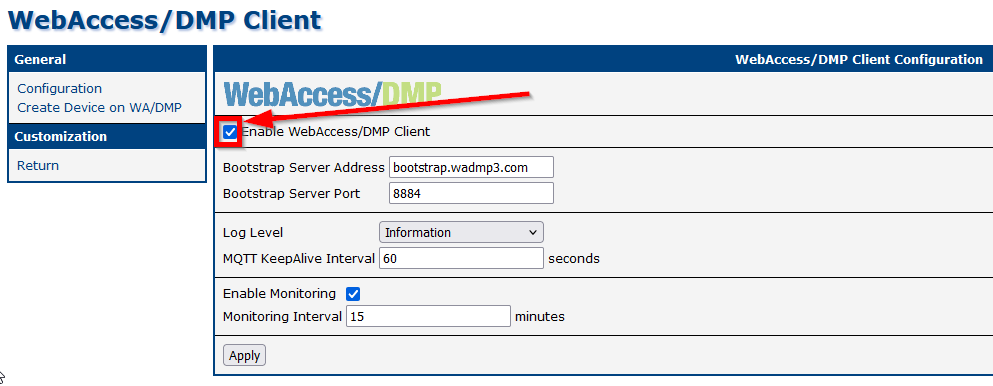 WebAccess/DMP Client
General
Configuration
Create Device on WA/DMP
Customization
Return
WebAccess/DMP Client Configuration
WebAccess/DMP
Enable WebAccess/DMP Client
Bootstrap Server Address bootstrap.wadmp3.com
Bootstrap Server Port 8884
Log Level Information
MQTT KeepAlive Interval 60 seconds
Enable Monitoring
Monitoring Interval 15 minutes
Apply